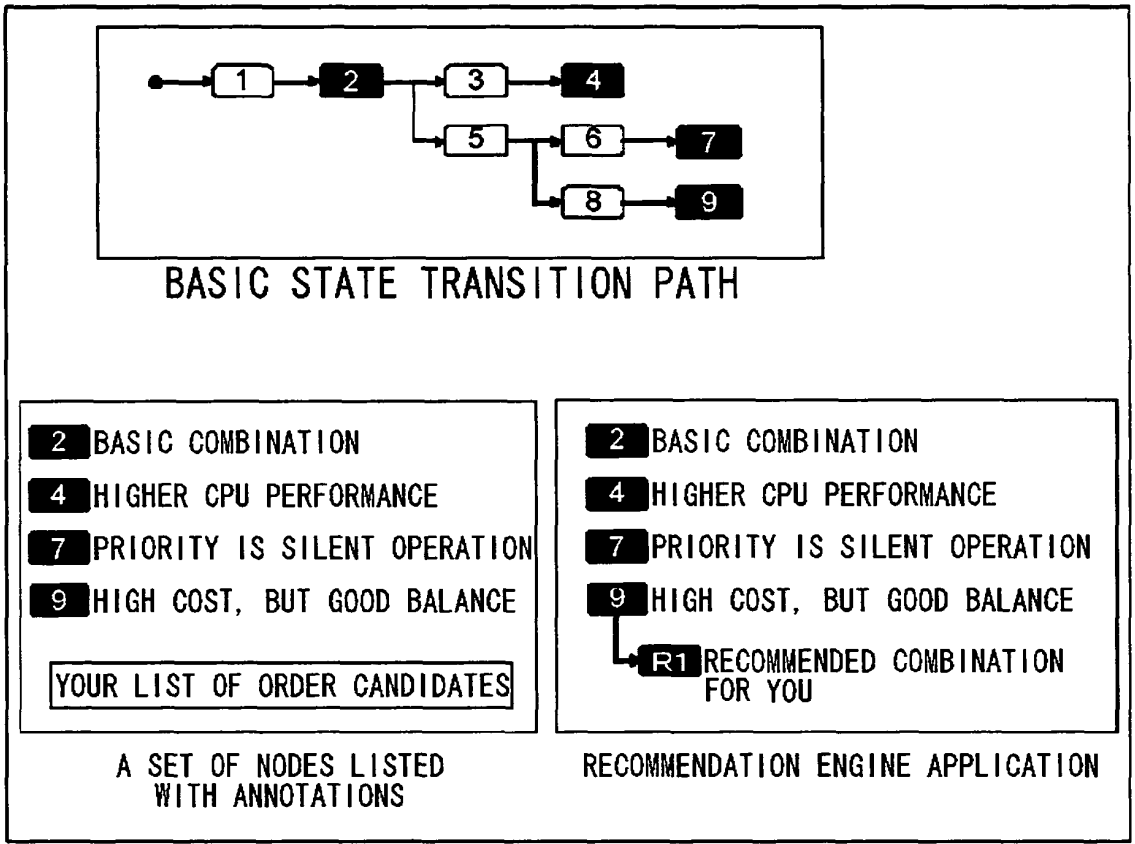 1 2 3 4
5 6 7
8 9
BASIC STATE TRANSITION PATH
2 BASIC COMBINATION
4 HIGHER CPU PERFORMANCE
7 PRIORITY IS SILENT OPERATION
9 HIGH COST, BUT GOOD BALANCE
YOUR LIST OF ORDER CANDIDATES
A SET OF NODES LISTED
WITH ANNOTATIONS
2 BASIC COMBINATION
4 HIGHER CPU PERFORMANCE
7 PRIORITY IS SILENT OPERATION
9 HIGH COST, BUT GOOD BALANCE
R1 RECOMMENDED COMBINATION
FOR YOU
RECOMMENDATION ENGINE APPLICATION